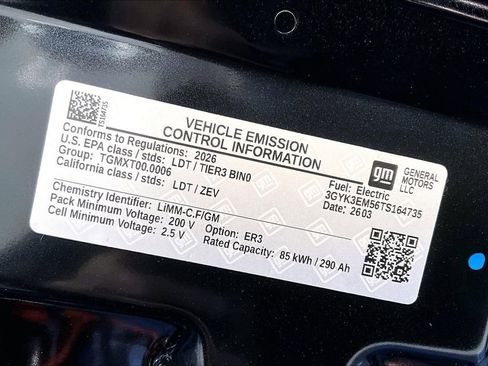 TS164735
VEHICLE EMISSION
CONTROL INFORMATION
Conforms to Regulations: 2026
U.S. EPA class / stds: LDT / TIER3 BIN0
Group: TGMXT00.0006
California class / stds: LDT / ZEV
gm
GENERAL
MOTORS
LLC
Fuel: Electric
3GYK3EM56TS164735
Date: 2603
Chemistry Identifier: LiMM-C,F/GM
Pack Minimum Voltage: 200 V
Option: ER3
Cell Minimum Voltage: 2.5 V
Rated Capacity: 85 kWh / 290 Ah